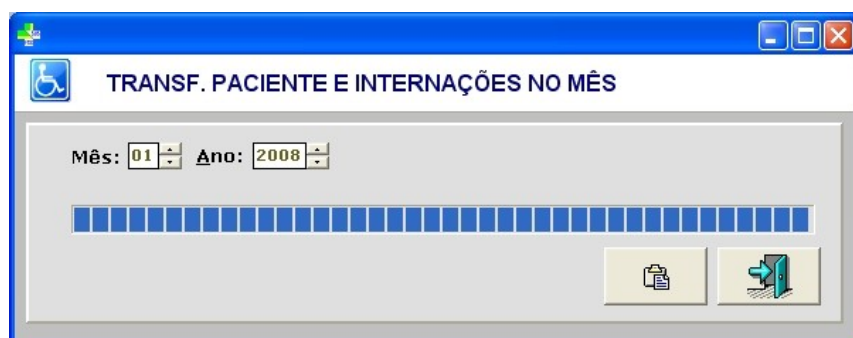 TRANSF. PACIENTE E INTERNAÇÕES NO MÊS
Mês: 01 Ano: 2008